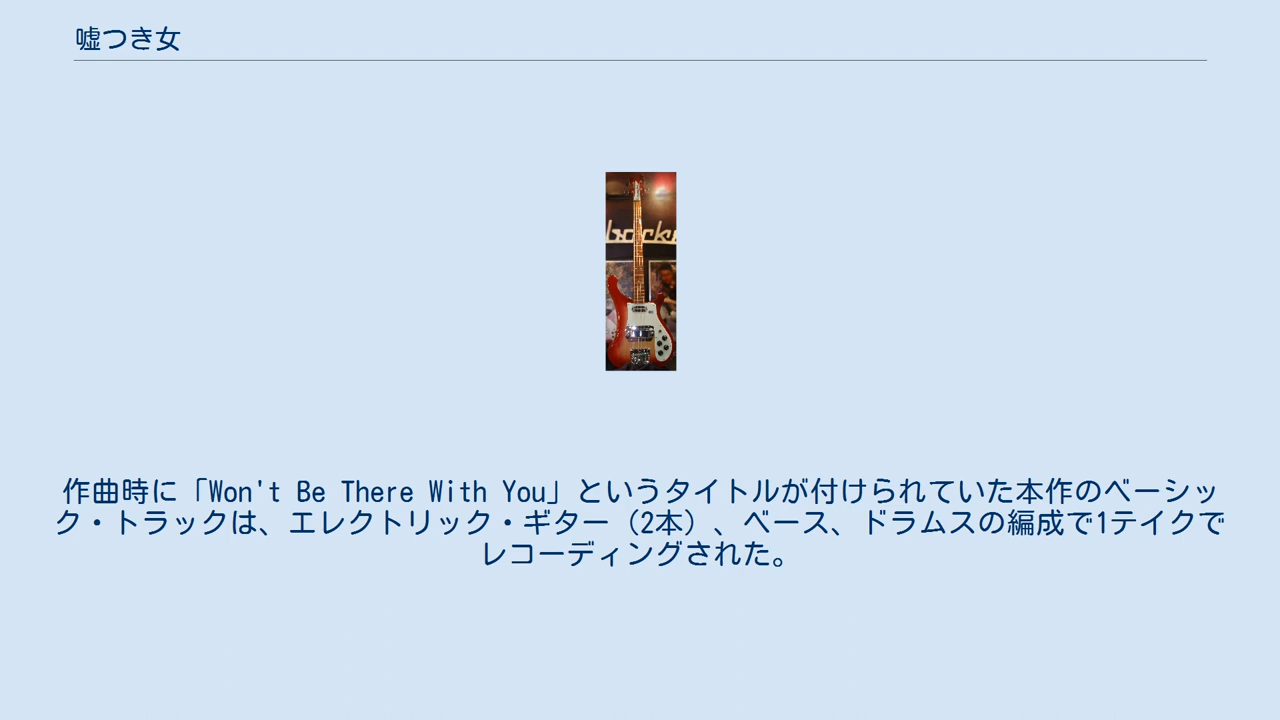 嘘つき女
作曲時に「Won't Be There With You」というタイトルが付けられていた本作のベーシッ
ク・トラックは、エレクトリック・ギター（2本）、ベース、ドラムスの編成で1テイクで
レコーディングされた。